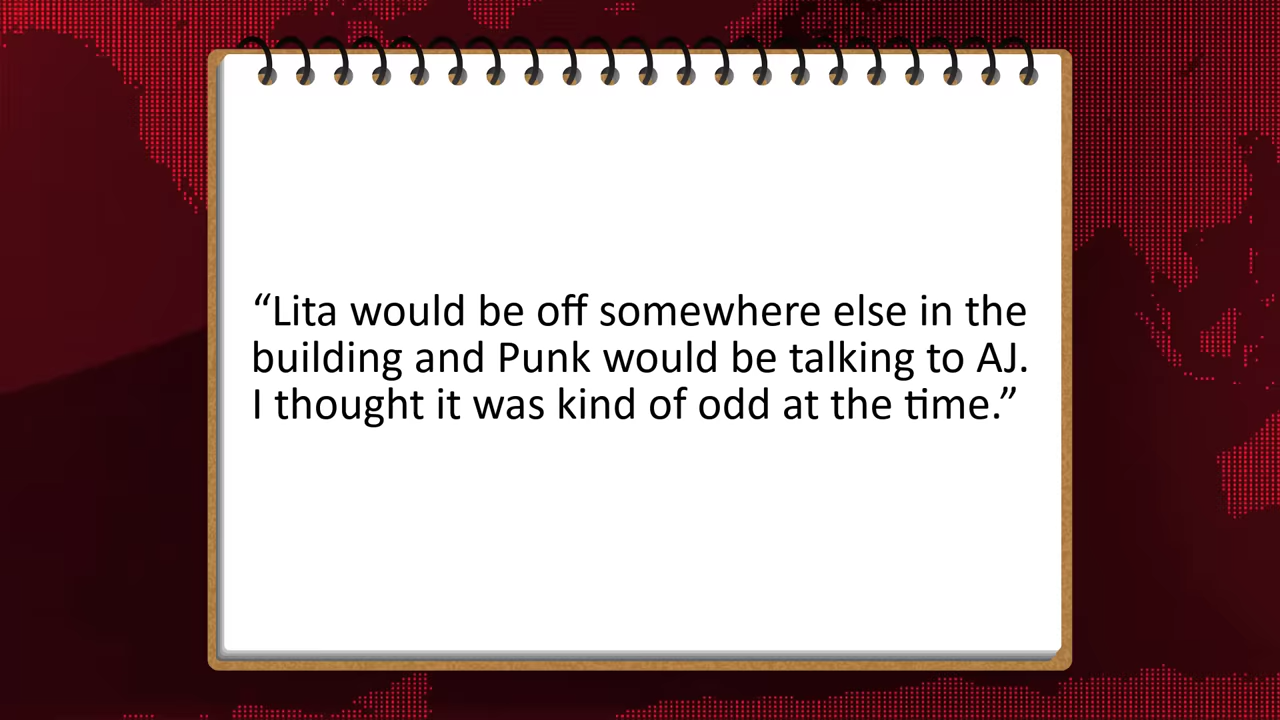 “Lita would be off somewhere else in the
building and Punk would be talking to AJ.
I thought it was kind of odd at the time.”